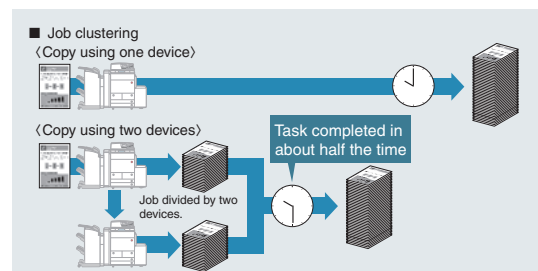 ■ Job clustering
〈Copy using one device〉
〈Copy using two devices〉
Task completed in
about half the time
Job divided by two
devices.